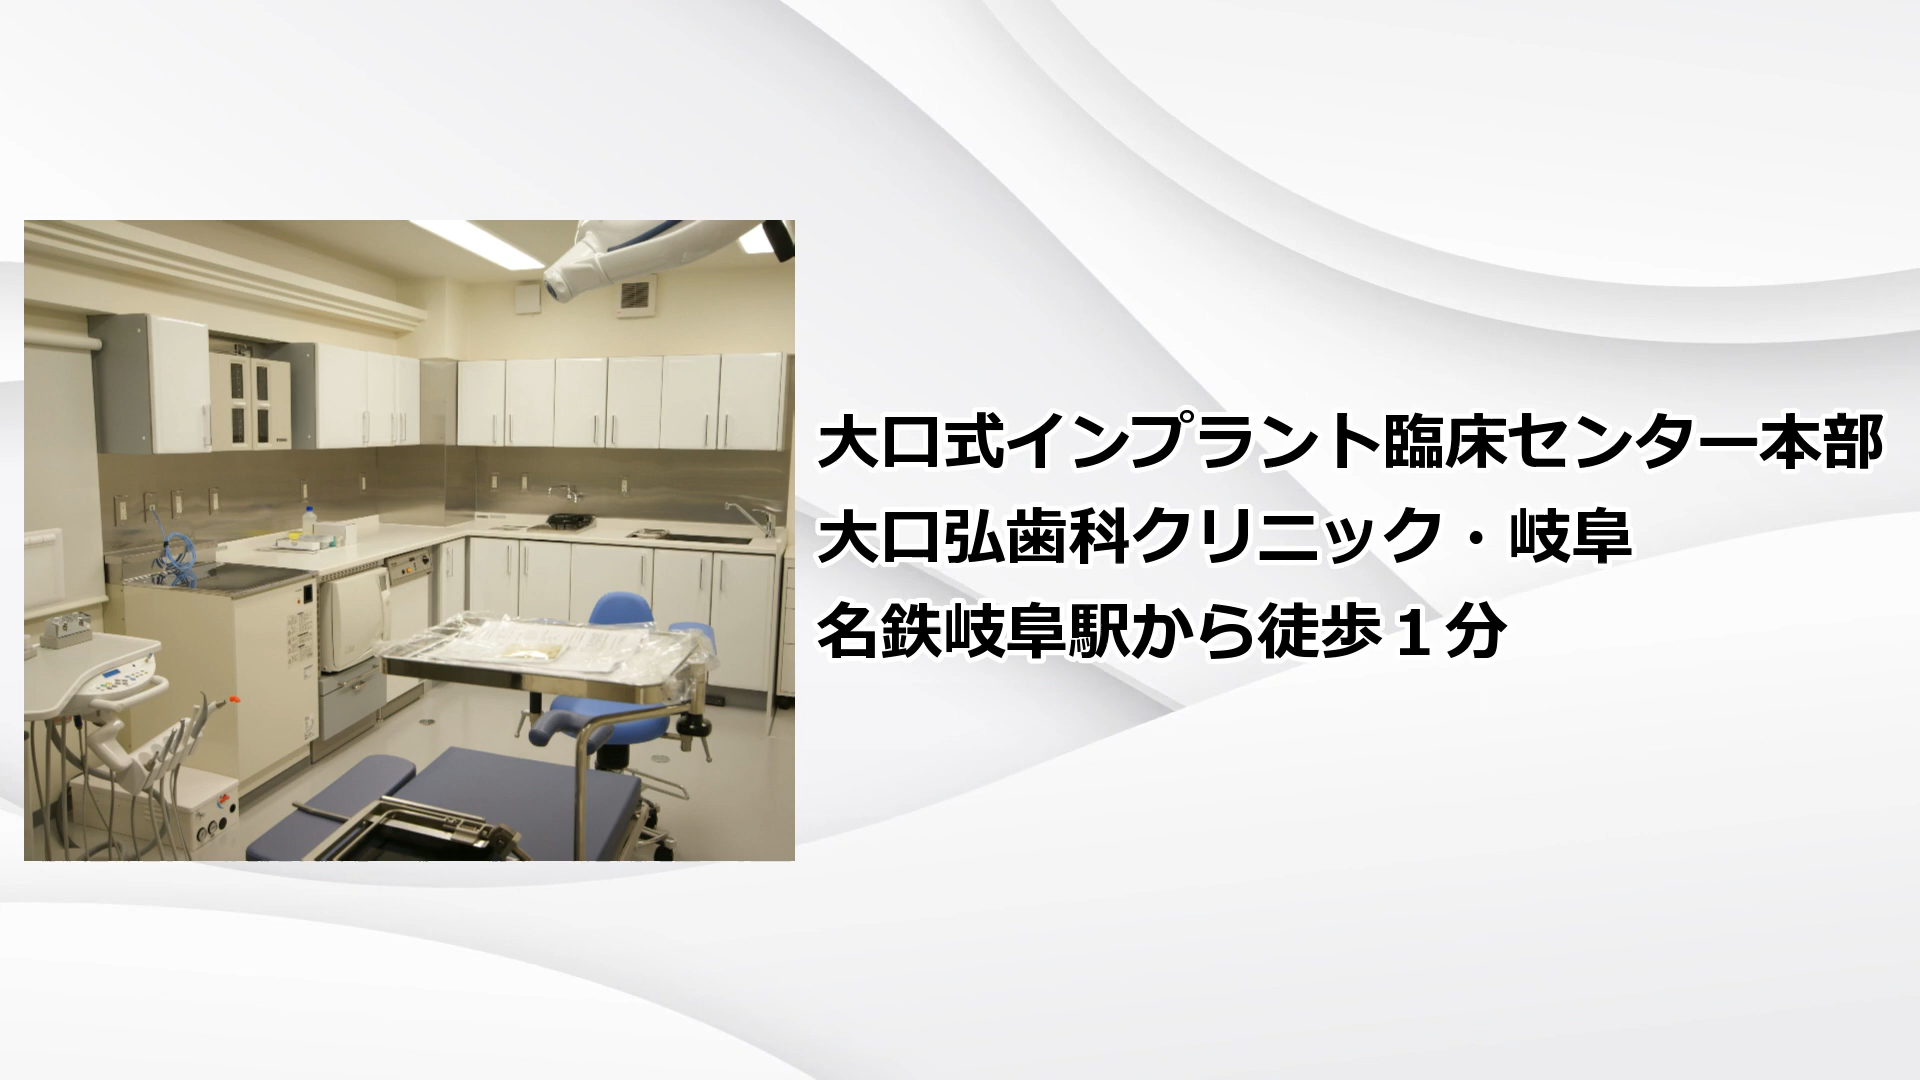 大口式インプラント臨床センター本部
大口弘歯科クリニック・岐阜
名鉄岐阜駅から徒歩１分